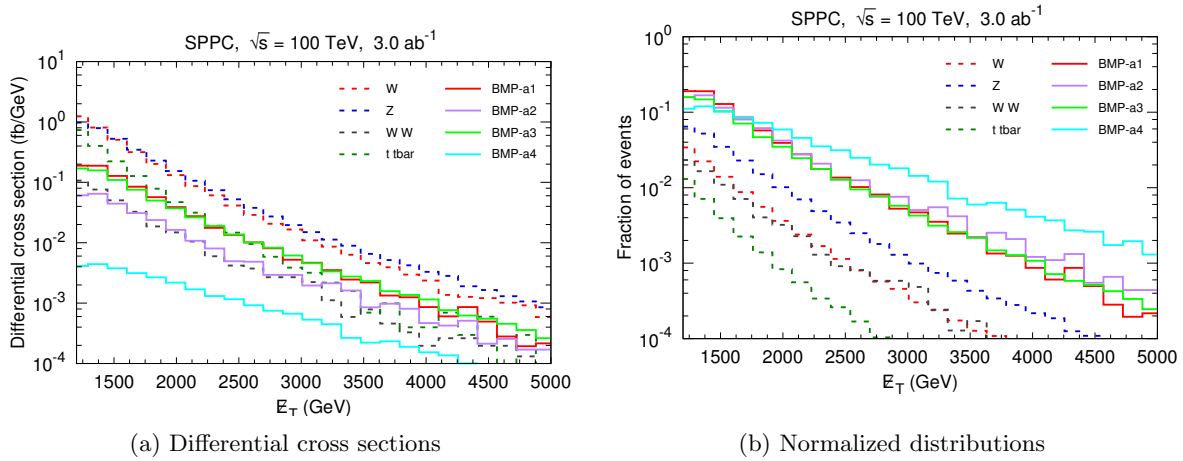 SPPC, √s = 100 TeV, 3.0 ab⁻¹
Differential cross section (fb/GeV)
10¹
10⁰
10⁻¹
10⁻²
10⁻³
10⁻⁴
W
Z
W W
t tbar
BMP-a1
BMP-a2
BMP-a3
BMP-a4
1500 2000 2500 3000 3500 4000 4500 5000
E̸_T (GeV)
(a) Differential cross sections
SPPC, √s = 100 TeV, 3.0 ab⁻¹
Fraction of events
10⁰
10⁻¹
10⁻²
10⁻³
10⁻⁴
W
Z
W W
t tbar
BMP-a1
BMP-a2
BMP-a3
BMP-a4
1500 2000 2500 3000 3500 4000 4500 5000
E̸_T (GeV)
(b) Normalized distributions